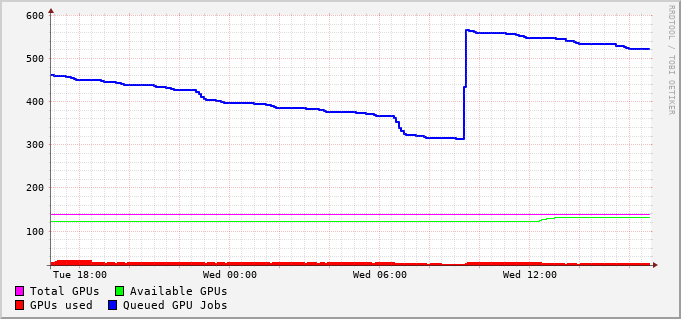 600
500
400
300
200
100
Tue 18:00 Wed 00:00 Wed 06:00 Wed 12:00
Total GPUs Available GPUs
GPUs used Queued GPU Jobs
RRDTOOL / TOBI OETIKER